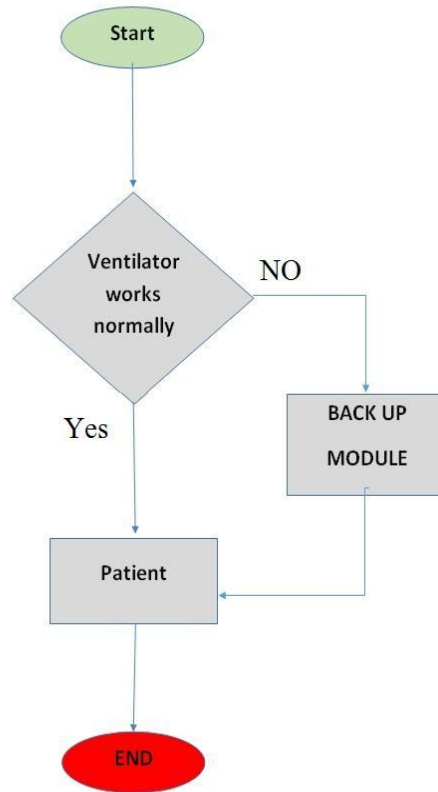 Start
Ventilator
works
normally
NO
Yes
BACK UP
MODULE
Patient
END